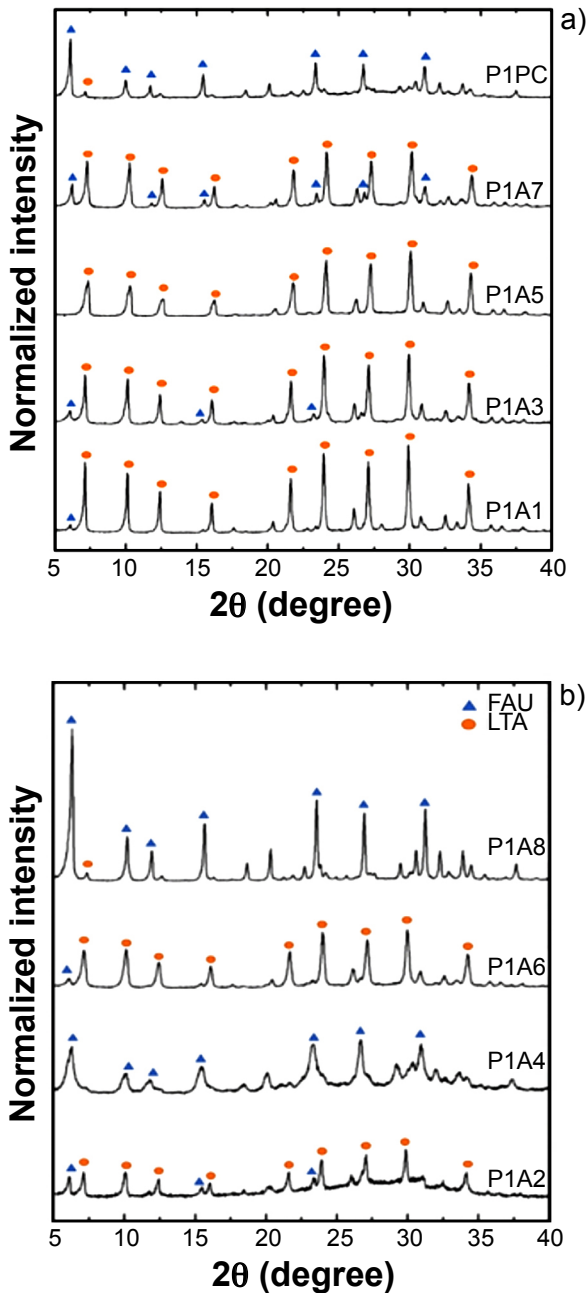 a)
P1PC
P1A7
P1A5
P1A3
P1A1
Normalized intensity
5 10 15 20 25 30 35 40
2θ (degree)
b)
FAU
LTA
P1A8
P1A6
P1A4
P1A2
Normalized intensity
5 10 15 20 25 30 35 40
2θ (degree)